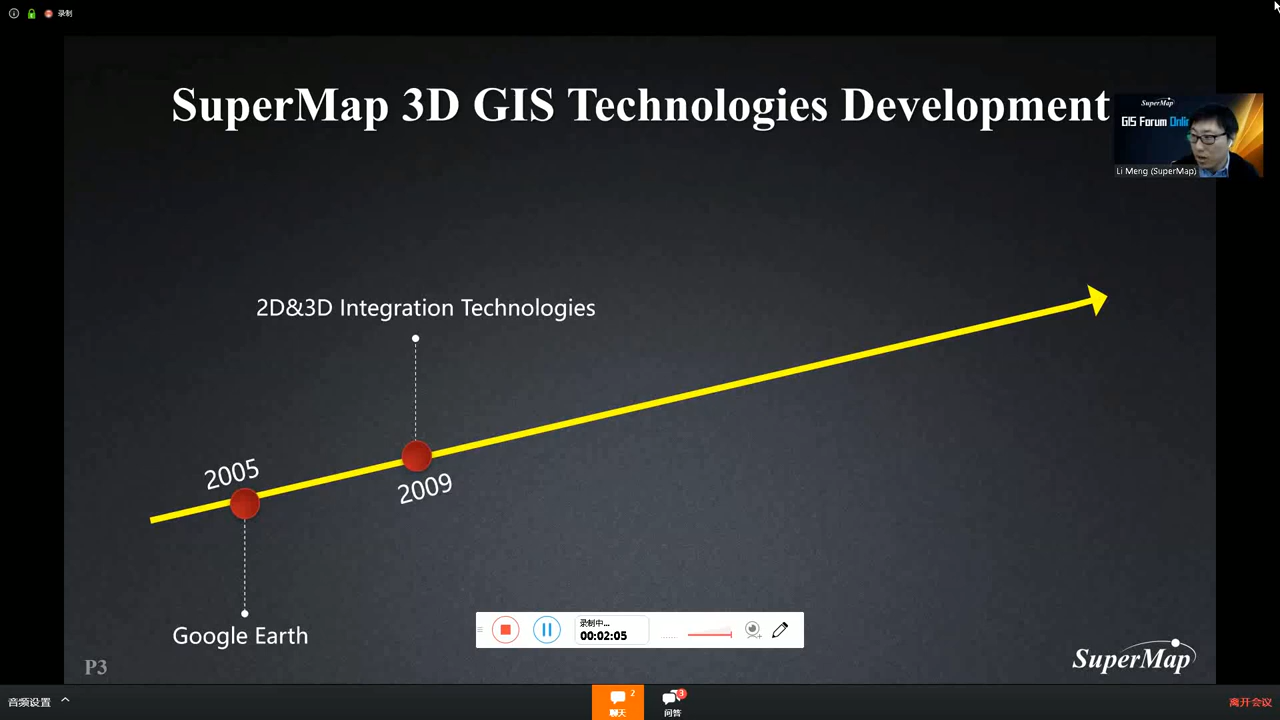 录制
SuperMap 3D GIS Technologies Development
SuperMap
GIS Forum Onlin
Li Meng (SuperMap)
2D&3D Integration Technologies
2005
2009
Google Earth
录制中...
00:02:05
P3
SuperMap
音频设置
2
聊天
3
问答
离开会议